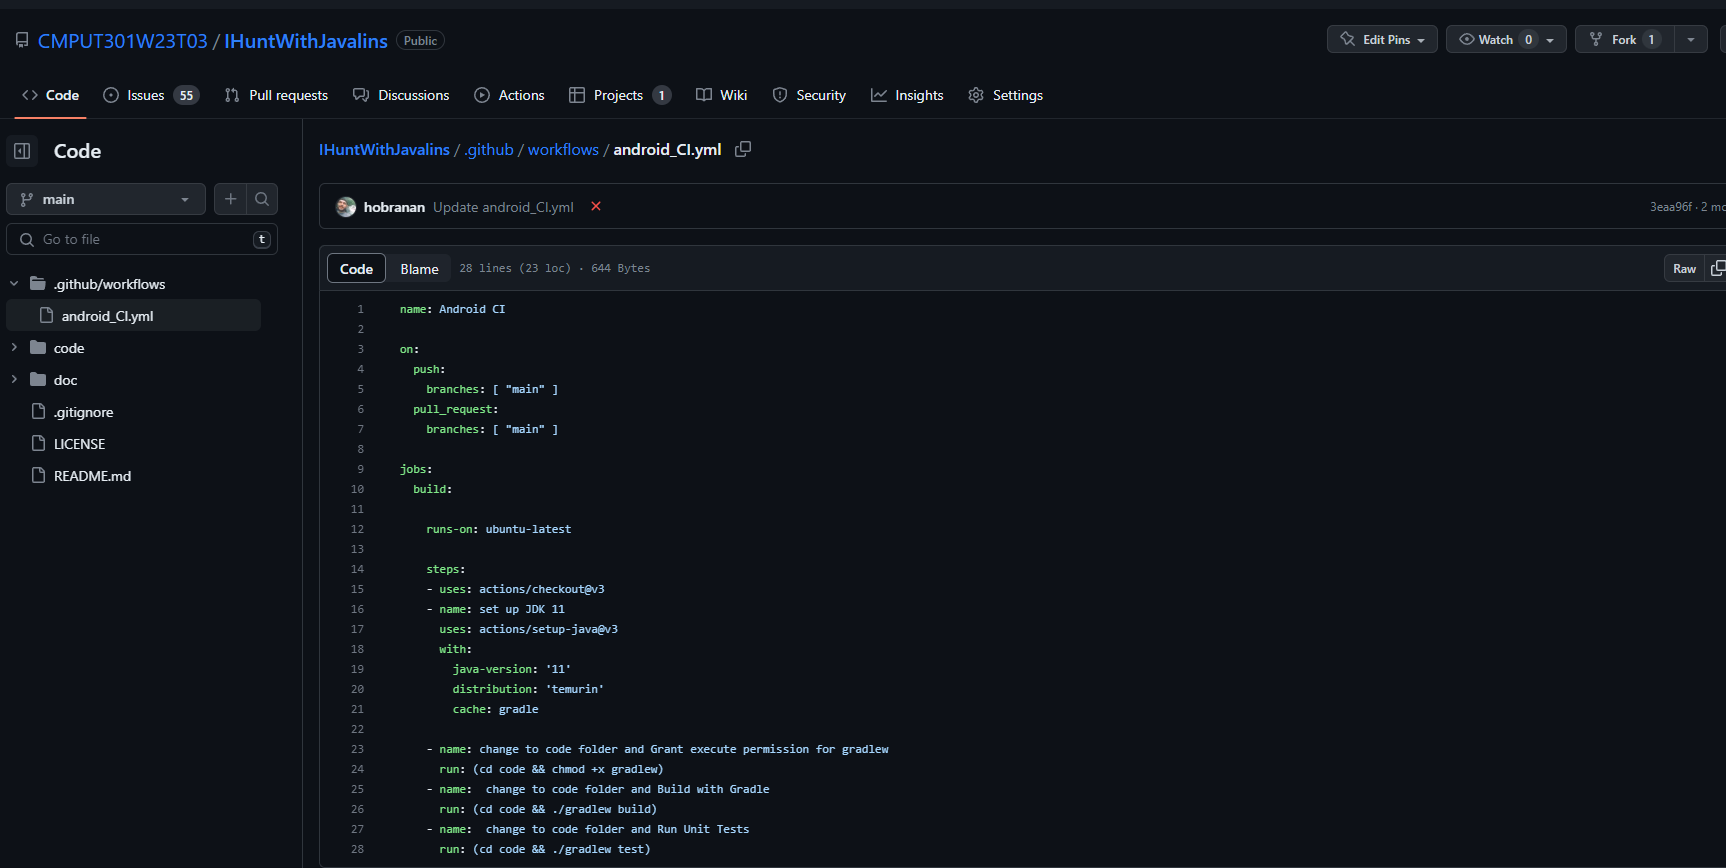 CMPUT301W23T03 / IHuntWithJavalins Public
Edit Pins Watch 0 Fork 1
Code Issues 55 Pull requests Discussions Actions Projects 1 Wiki Security Insights Settings
Code
main
Go to file t
.github/workflows
android_CI.yml
code
doc
.gitignore
LICENSE
README.md
IHuntWithJavalins / .github / workflows / android_CI.yml
hobranan Update android_CI.yml
3eaa96f · 2 mo
Code Blame 28 lines (23 loc) · 644 Bytes
Raw
1 name: Android CI
2
3 on:
4 push:
5 branches: [ "main" ]
6 pull_request:
7 branches: [ "main" ]
8
9 jobs:
10 build:
11
12 runs-on: ubuntu-latest
13
14 steps:
15 - uses: actions/checkout@v3
16 - name: set up JDK 11
17 uses: actions/setup-java@v3
18 with:
19 java-version: '11'
20 distribution: 'temurin'
21 cache: gradle
22
23 - name: change to code folder and Grant execute permission for gradlew
24 run: (cd code && chmod +x gradlew)
25 - name:  change to code folder and Build with Gradle
26 run: (cd code && ./gradlew build)
27 - name:  change to code folder and Run Unit Tests
28 run: (cd code && ./gradlew test)